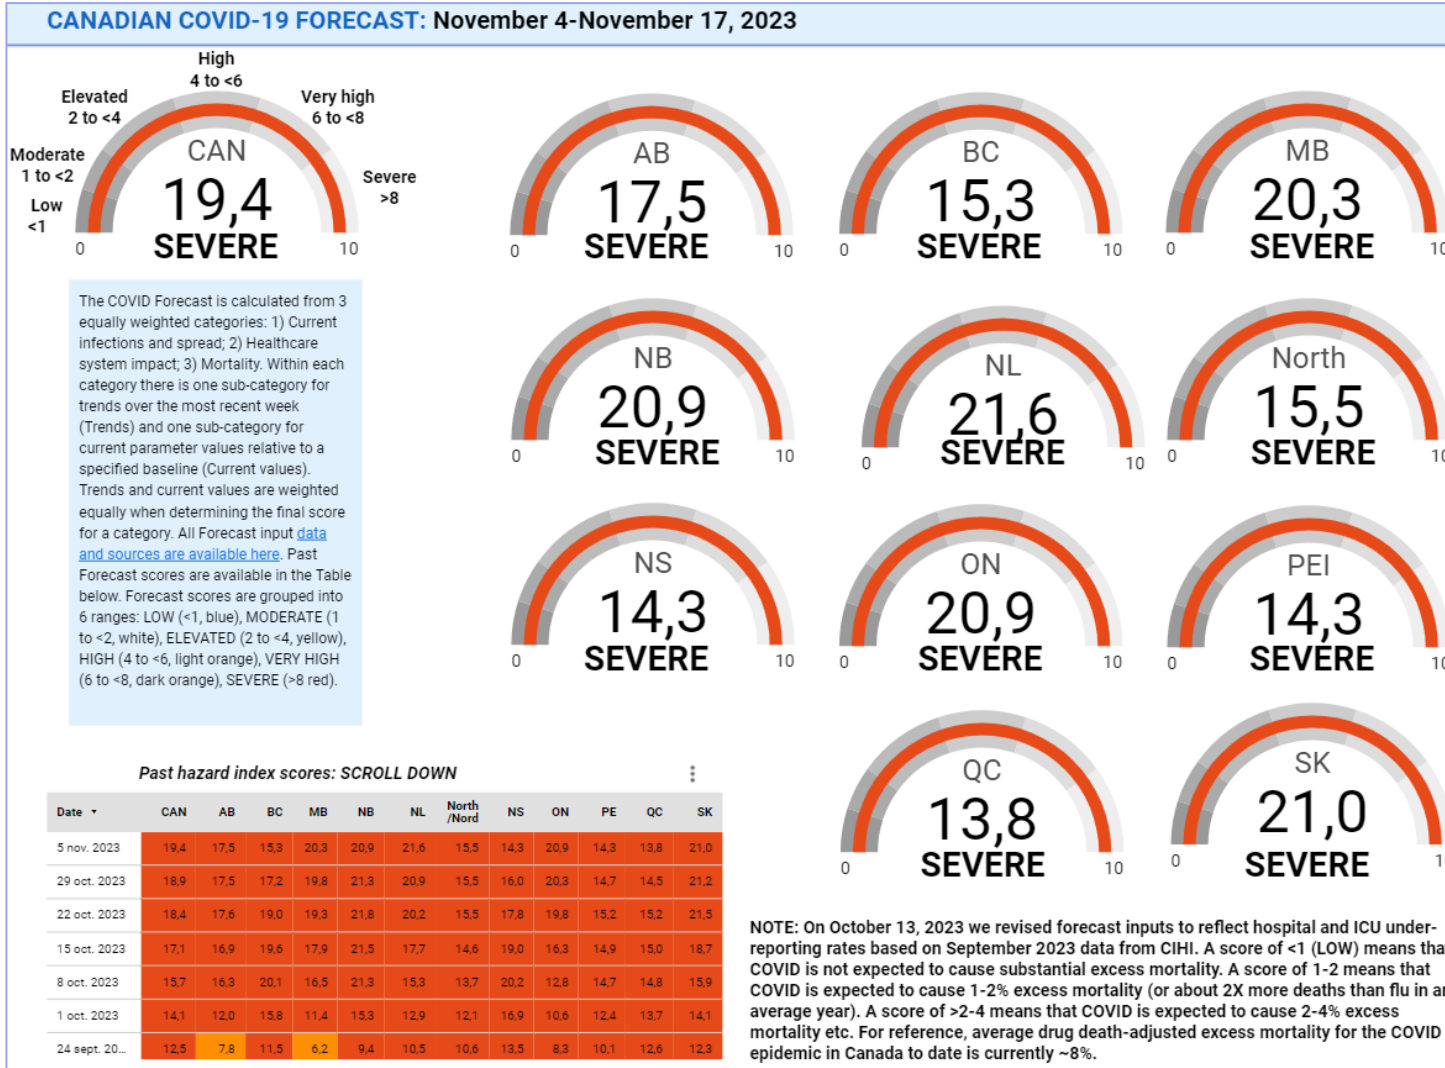 CANADIAN COVID-19 FORECAST: November 4-November 17, 2023
High
4 to <6
Elevated
2 to <4
Very high
6 to <8
Moderate
1 to <2
Severe
>8
Low
<1
CAN
19,4
SEVERE
0
10
AB
17,5
SEVERE
0
10
BC
15,3
SEVERE
0
10
MB
20,3
SEVERE
0
10
The COVID Forecast is calculated from 3
equally weighted categories: 1) Current
infections and spread; 2) Healthcare
system impact; 3) Mortality. Within each
category there is one sub-category for
trends over the most recent week
(Trends) and one sub-category for
current parameter values relative to a
specified baseline (Current values).
Trends and current values are weighted
equally when determining the final score
for a category. All Forecast input data
and sources are available here. Past
Forecast scores are available in the Table
below. Forecast scores are grouped into
6 ranges: LOW (<1, blue), MODERATE (1
to <2, white), ELEVATED (2 to <4, yellow),
HIGH (4 to <6, light orange), VERY HIGH
(6 to <8, dark orange), SEVERE (>8 red).
NB
20,9
SEVERE
0
10
NL
21,6
SEVERE
0
10
North
15,5
SEVERE
0
10
NS
14,3
SEVERE
0
10
ON
20,9
SEVERE
0
10
PEI
14,3
SEVERE
0
10
QC
13,8
SEVERE
0
10
SK
21,0
SEVERE
0
1
Past hazard index scores: SCROLL DOWN
Date CAN AB BC MB NB NL North /Nord NS ON PE QC SK
5 nov. 2023 19,4 17,5 15,3 20,3 20,9 21,6 15,5 14,3 20,9 14,3 13,8 21,0
29 oct. 2023 18,9 17,5 17,2 19,8 21,3 20,9 15,5 16,0 20,3 14,7 14,5 21,2
22 oct. 2023 18,4 17,6 19,0 19,3 21,8 20,2 15,5 17,8 19,8 15,2 15,2 21,5
15 oct. 2023 17,1 16,9 19,6 17,9 21,5 17,7 14,6 19,0 16,3 14,9 15,0 18,7
8 oct. 2023 15,7 16,3 20,1 16,5 21,3 15,3 13,7 20,2 12,8 14,7 14,8 15,9
1 oct. 2023 14,1 12,0 15,8 11,4 15,3 12,9 12,1 16,9 10,6 12,4 13,7 14,1
24 sept. 20... 12,5 7,8 11,5 6,2 9,4 10,5 10,6 13,5 8,3 10,1 12,6 12,3
NOTE: On October 13, 2023 we revised forecast inputs to reflect hospital and ICU under-
reporting rates based on September 2023 data from CIHI. A score of <1 (LOW) means tha
COVID is not expected to cause substantial excess mortality. A score of 1-2 means that
COVID is expected to cause 1-2% excess mortality (or about 2X more deaths than flu in an
average year). A score of >2-4 means that COVID is expected to cause 2-4% excess
mortality etc. For reference, average drug death-adjusted excess mortality for the COVID
epidemic in Canada to date is currently ~8%.